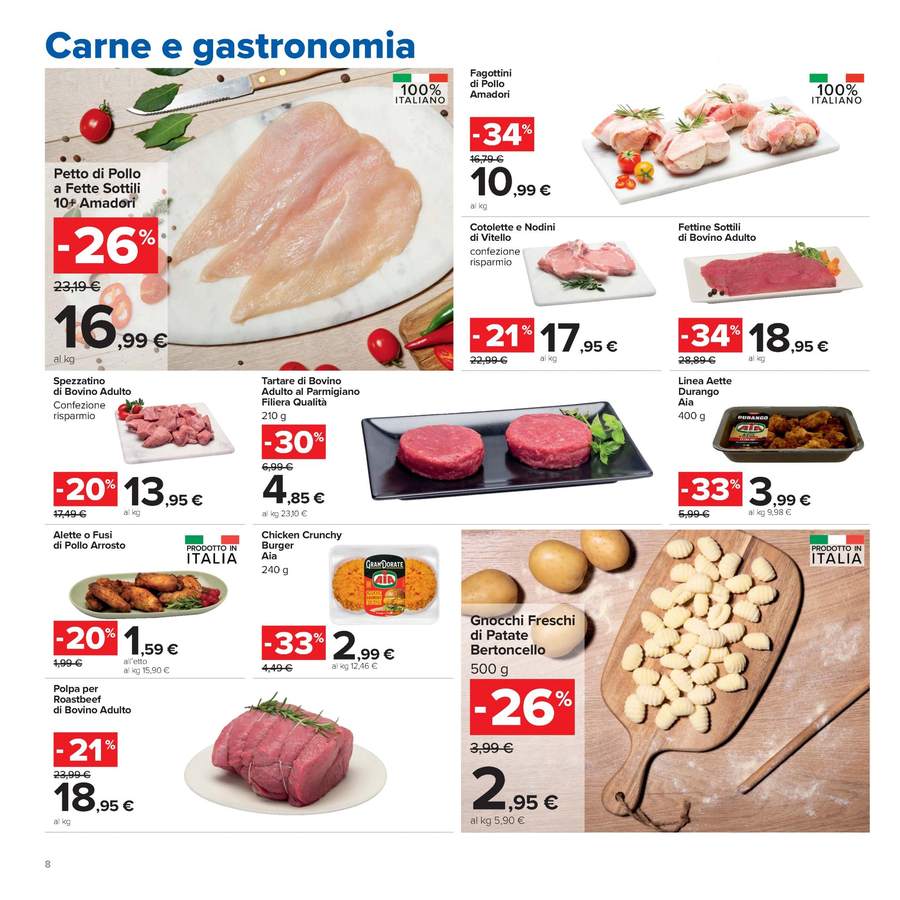 Carne e gastronomia
100%
ITALIANO
Petto di Pollo
a Fette Sottili
10+ Amadori
-26%
23,19 €
16,99 €
al kg
Fagottini
di Pollo
Amadori
-34%
16,79 €
10,99 €
al kg
100%
ITALIANO
Cotolette e Nodini
di Vitello
confezione
risparmio
-21%
22,99 €
17,95 €
al kg
Fettine Sottili
di Bovino Adulto
-34%
28,89 €
18,95 €
al kg
Spezzatino
di Bovino Adulto
Confezione
risparmio
-20%
17,49 €
13,95 €
al kg
Tartare di Bovino
Adulto al Parmigiano
Filiera Qualità
210 g
-30%
6,99 €
4,85 €
al kg 23,10 €
Linea Aette
Durango
Aia
400 g
DURANGO
AIA
-33%
5,99 €
3,99 €
al kg 9,98 €
Alette o Fusi
di Pollo Arrosto
PRODOTTO IN
ITALIA
-20%
1,99 €
1,59 €
all'etto
al kg 15,90 €
Chicken Crunchy
Burger
Aia
240 g
GRANDORATE
AIA
-33%
4,49 €
2,99 €
al kg 12,46 €
PRODOTTO IN
ITALIA
Gnocchi Freschi
di Patate
Bertoncello
500 g
-26%
3,99 €
2,95 €
al kg 5,90 €
Polpa per
Roastbeef
di Bovino Adulto
-21%
23,99 €
18,95 €
al kg
8